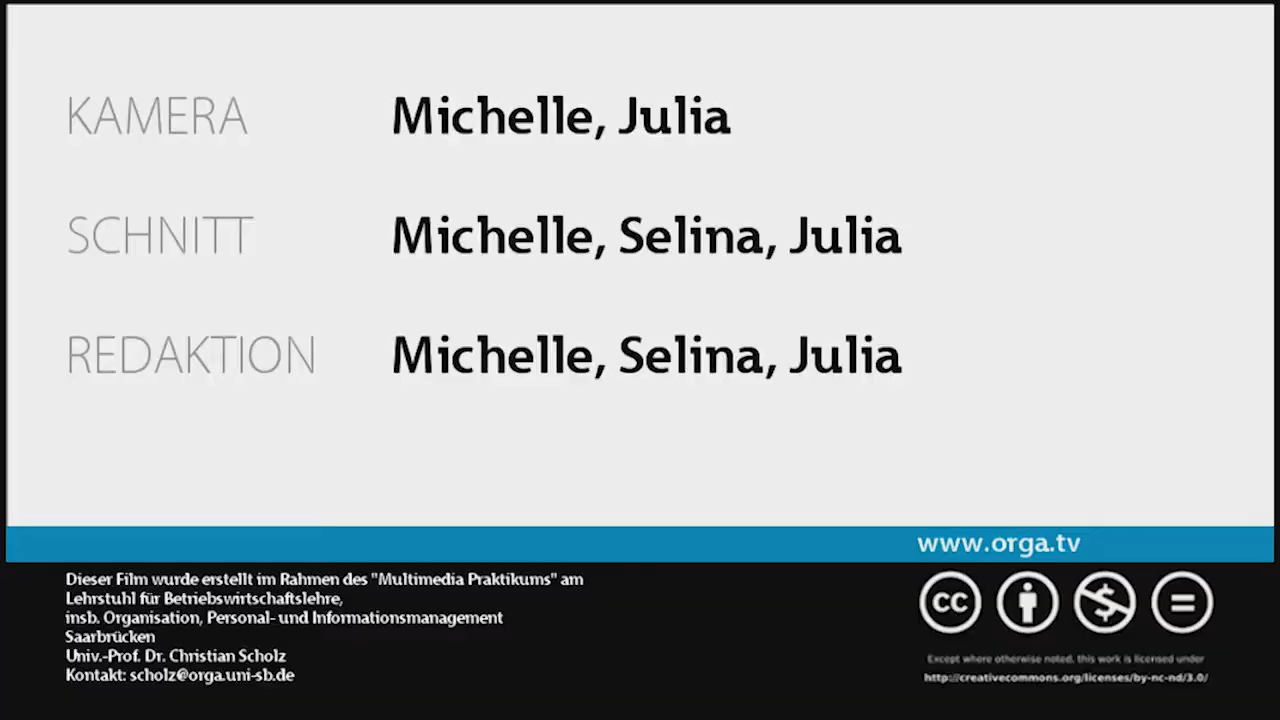 KAMERA Michelle, Julia
SCHNITT Michelle, Selina, Julia
REDAKTION Michelle, Selina, Julia
www.orga.tv
Dieser Film wurde erstellt im Rahmen des "Multimedia Praktikums" am
Lehrstuhl für Betriebswirtschaftslehre,
insb. Organisation, Personal- und Informationsmanagement
Saarbrücken
Univ.-Prof. Dr. Christian Scholz
Kontakt: scholz@orga.uni-sb.de
cc
Except where otherwise noted, this work is licensed under
http://creativecommons.org/licenses/by-nc-nd/3.0/